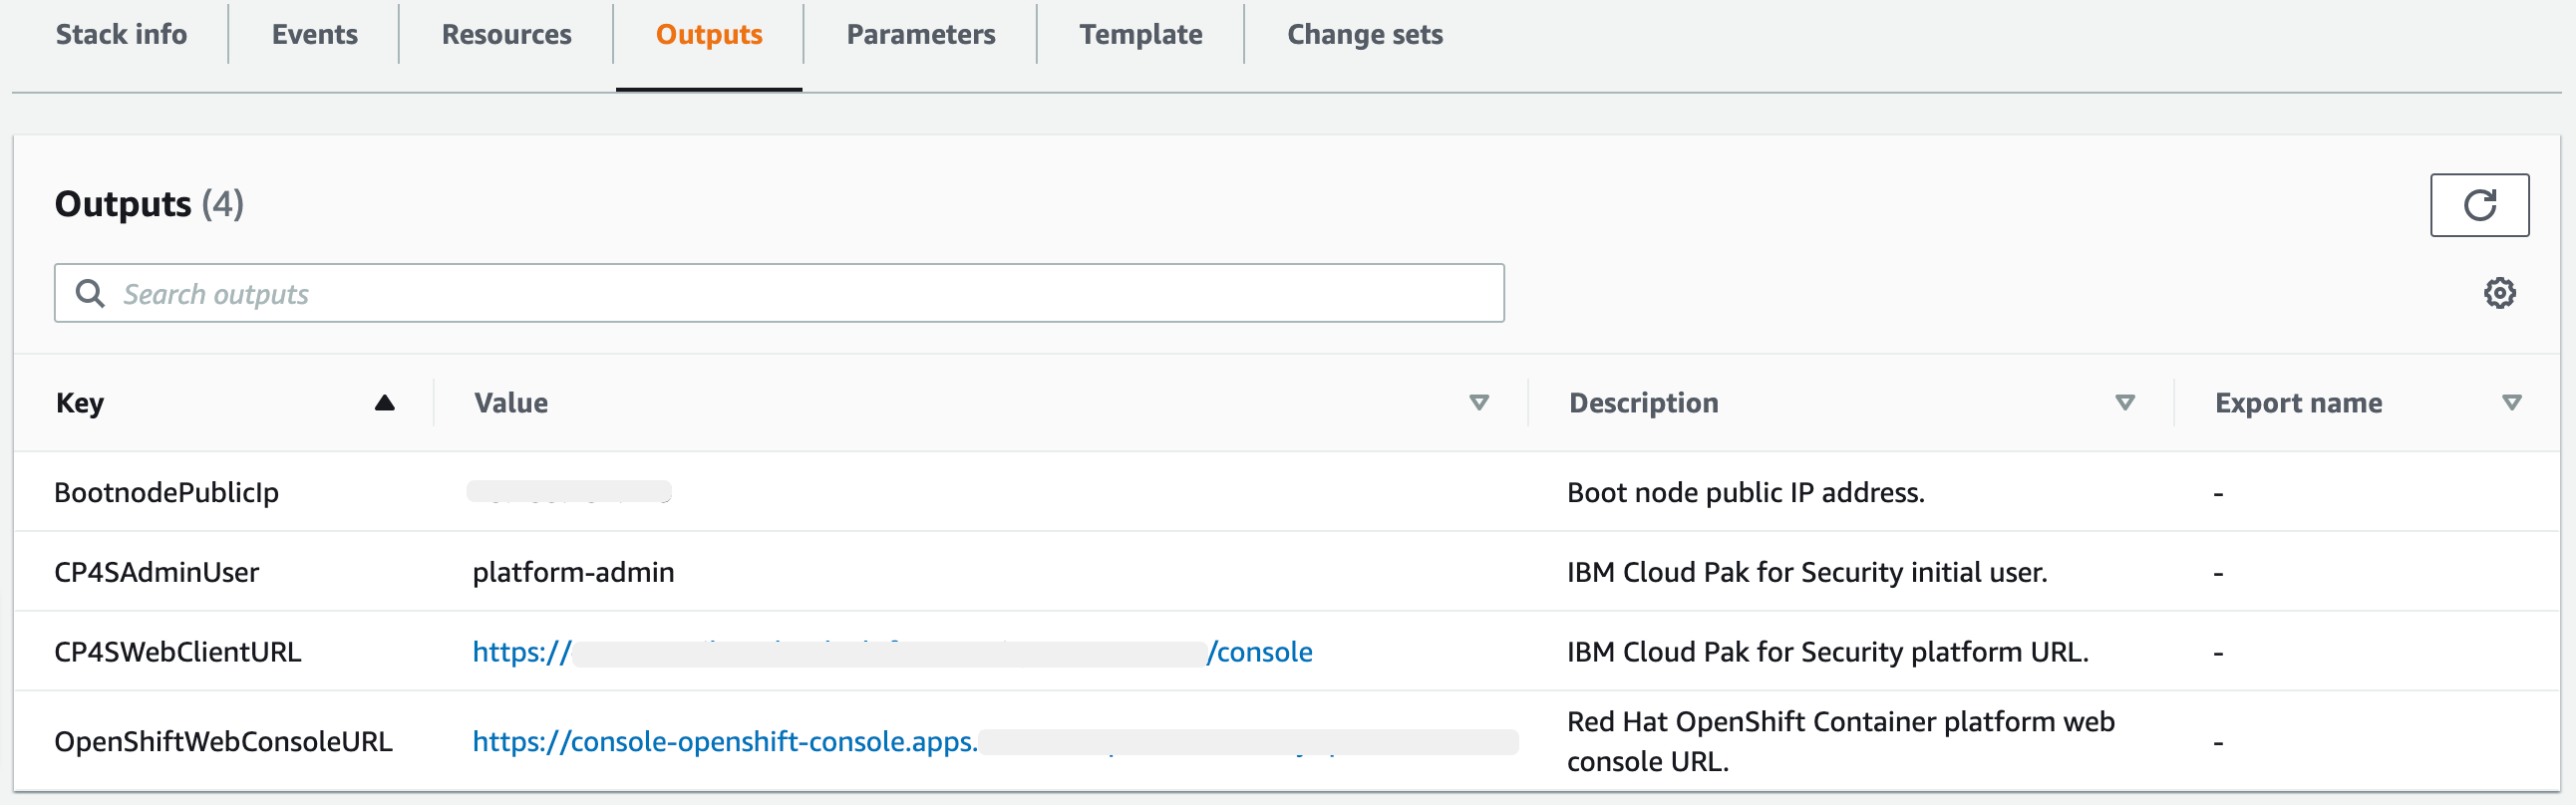 Stack info Events Resources Outputs Parameters Template Change sets
Outputs (4)
Search outputs
Key Value Description Export name
BootnodePublicIp Boot node public IP address. -
CP4SAdminUser platform-admin IBM Cloud Pak for Security initial user. -
CP4SWebClientURL https:// /console IBM Cloud Pak for Security platform URL. -
OpenShiftWebConsoleURL https://console-openshift-console.apps. Red Hat OpenShift Container platform web
console URL. -